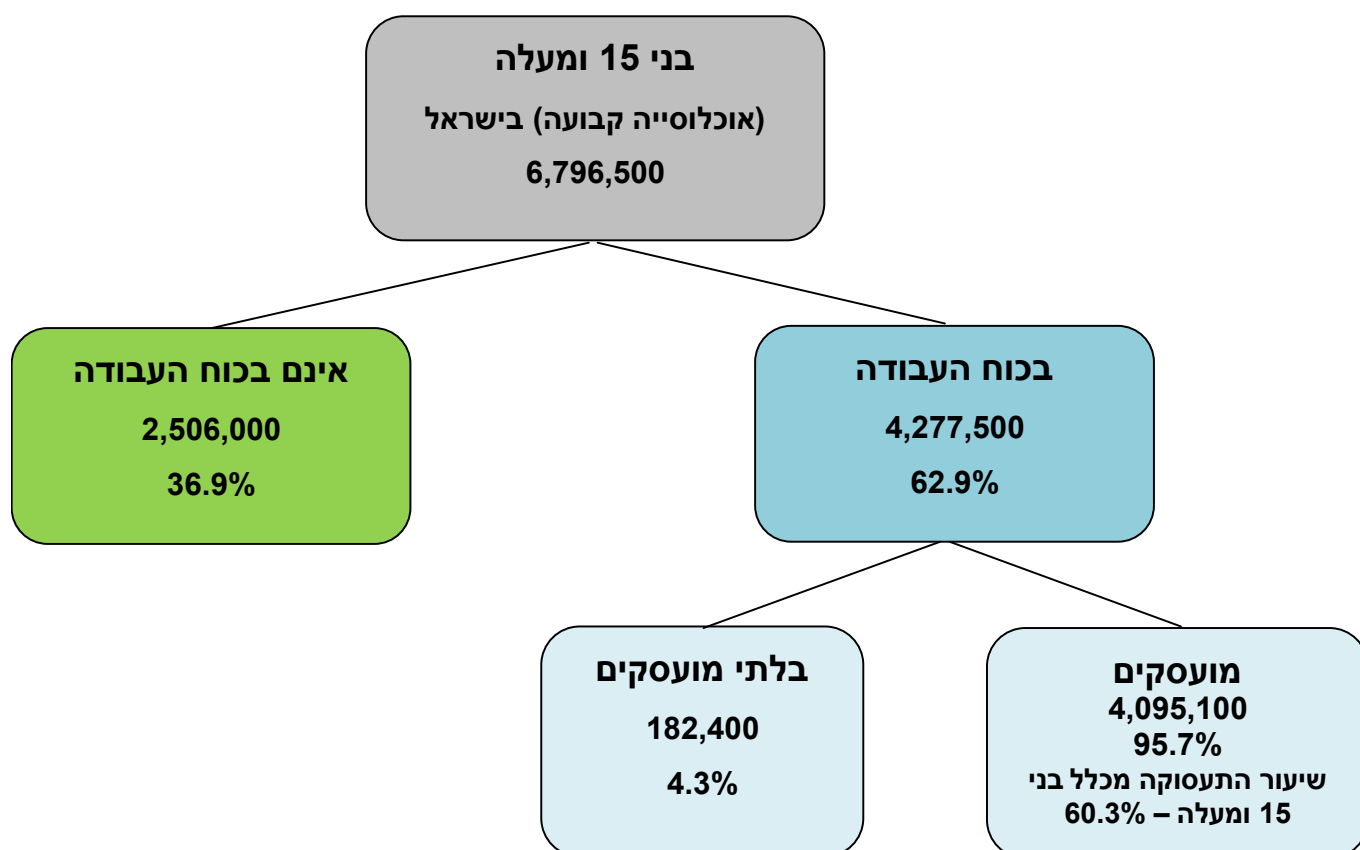 בני 15 ומעלה
(אוכלוסייה קבועה) בישראל
6,796,500
בכוח העבודה
4,277,500
62.9%
אינם בכוח העבודה
2,506,000
36.9%
מועסקים
4,095,100
95.7%
שיעור התעסוקה מכלל בני
15 ומעלה – 60.3%
בלתי מועסקים
182,400
4.3%